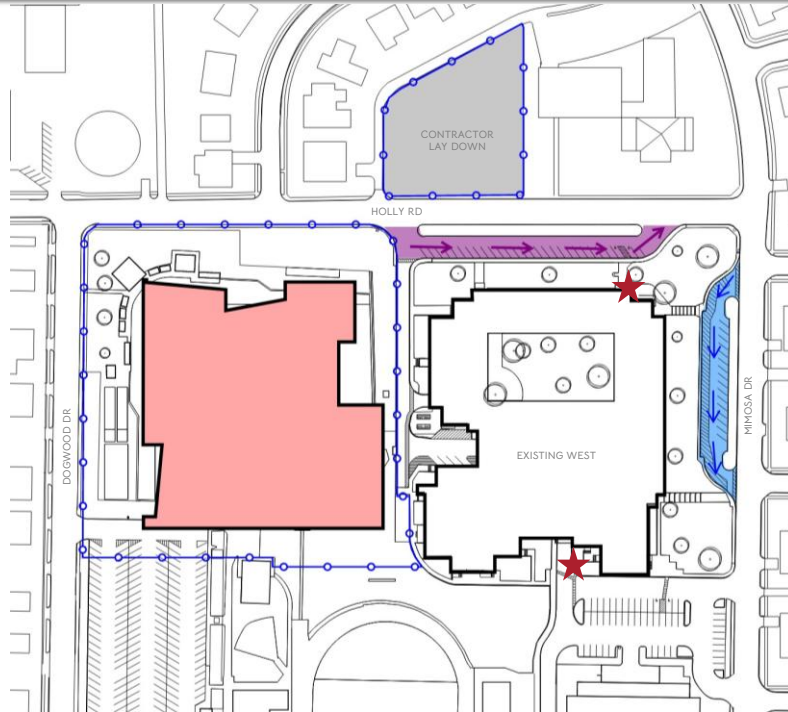 CONTRACTOR
LAY DOWN
HOLLY RD
DOGWOOD DR
MIMOSA DR
EXISTING WEST